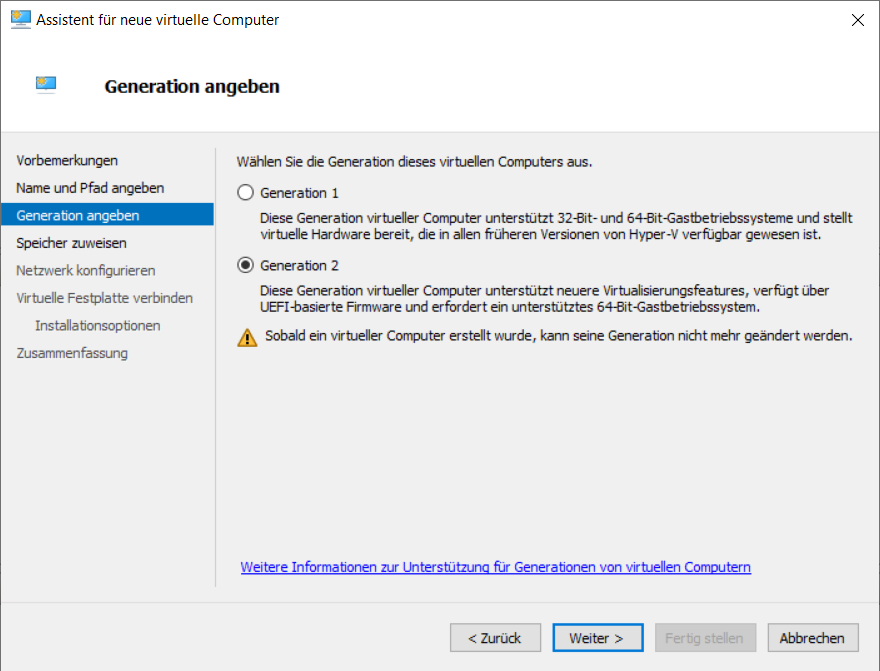 Assistent für neue virtuelle Computer
Generation angeben
Vorbemerkungen
Name und Pfad angeben
Generation angeben
Speicher zuweisen
Netzwerk konfigurieren
Virtuelle Festplatte verbinden
Installationsoptionen
Zusammenfassung
Wählen Sie die Generation dieses virtuellen Computers aus.
Generation 1
Diese Generation virtueller Computer unterstützt 32-Bit- und 64-Bit-Gastbetriebssysteme und stellt
virtuelle Hardware bereit, die in allen früheren Versionen von Hyper-V verfügbar gewesen ist.
Generation 2
Diese Generation virtueller Computer unterstützt neuere Virtualisierungsfeatures, verfügt über
UEFI-basierte Firmware und erfordert ein unterstütztes 64-Bit-Gastbetriebssystem.
Sobald ein virtueller Computer erstellt wurde, kann seine Generation nicht mehr geändert werden.
Weitere Informationen zur Unterstützung für Generationen von virtuellen Computern
< Zurück
Weiter >
Fertig stellen
Abbrechen